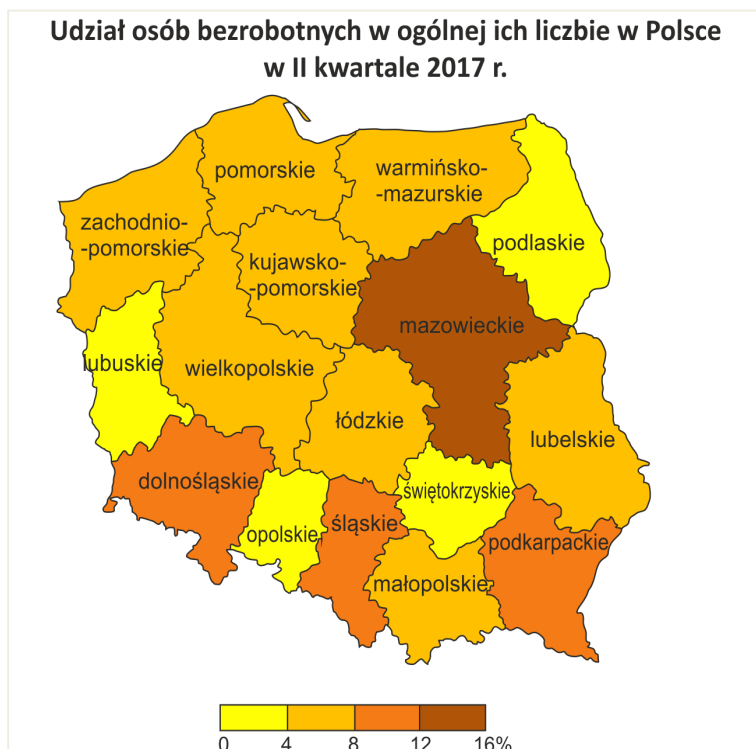 Udział osób bezrobotnych w ogólnej ich liczbie w Polsce
w II kwartale 2017 r.
pomorskie
warmińsko-
-mazurskie
zachodnio-
-pomorskie
podlaskie
kujawsko-
-pomorskie
mazowieckie
lubuskie
wielkopolskie
łódzkie
lubelskie
dolnośląskie
świętokrzyskie
śląskie
opolskie
podkarpackie
małopolskie
0 4 8 12 16%